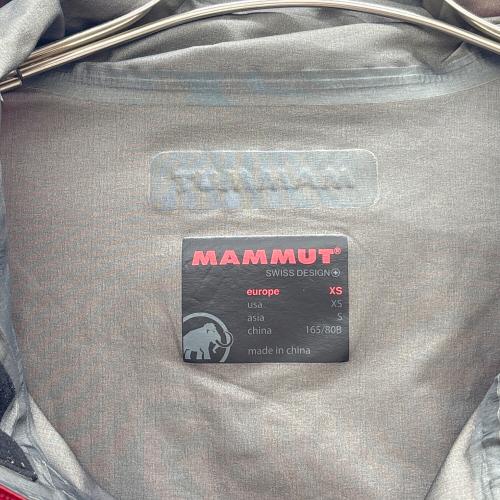 MAMMUT®
SWISS DESIGN
europe XS
usa XS
asia S
china 165/80B
made in china